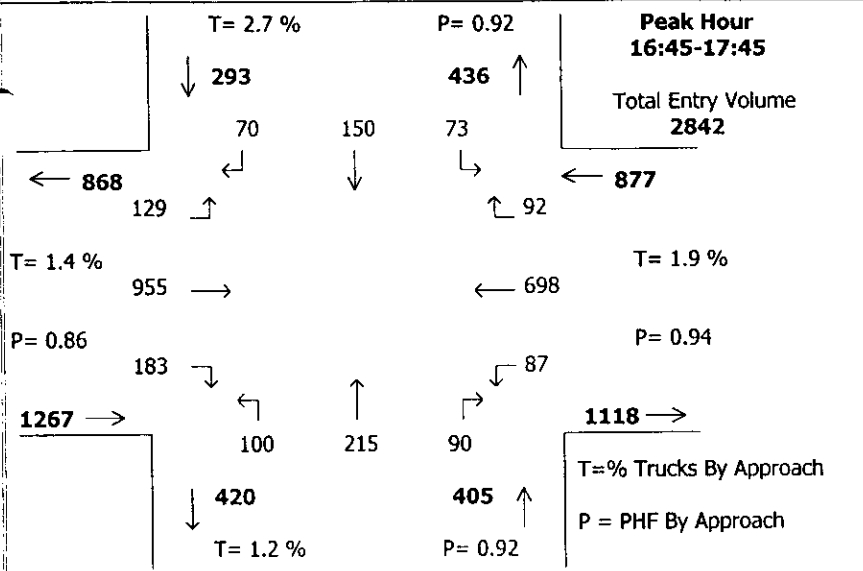 T= 2.7 % P= 0.92 Peak Hour
16:45-17:45
293 436
Total Entry Volume
2842
70 150 73
868 877
129 92
T= 1.4 % T= 1.9 %
955 698
P= 0.86 P= 0.94
183 87
1267 1118
100 215 90
T=% Trucks By Approach
420 405
P = PHF By Approach
T= 1.2 % P= 0.92